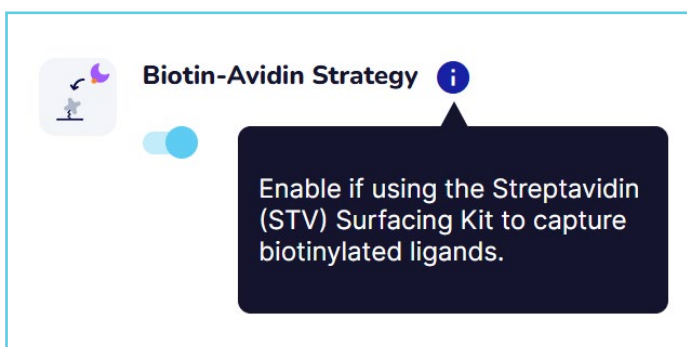 Biotin-Avidin Strategy
Enable if using the Streptavidin
(STV) Surfacing Kit to capture
biotinylated ligands.